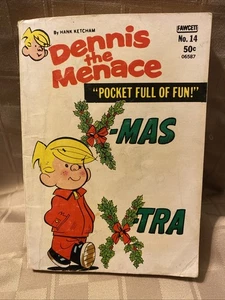 By HANK KETCHAM
Dennis
the
Menace
FAWCETT
No. 14
50¢
06587
"POCKET FULL OF FUN!"
X-MAS
X-TRA